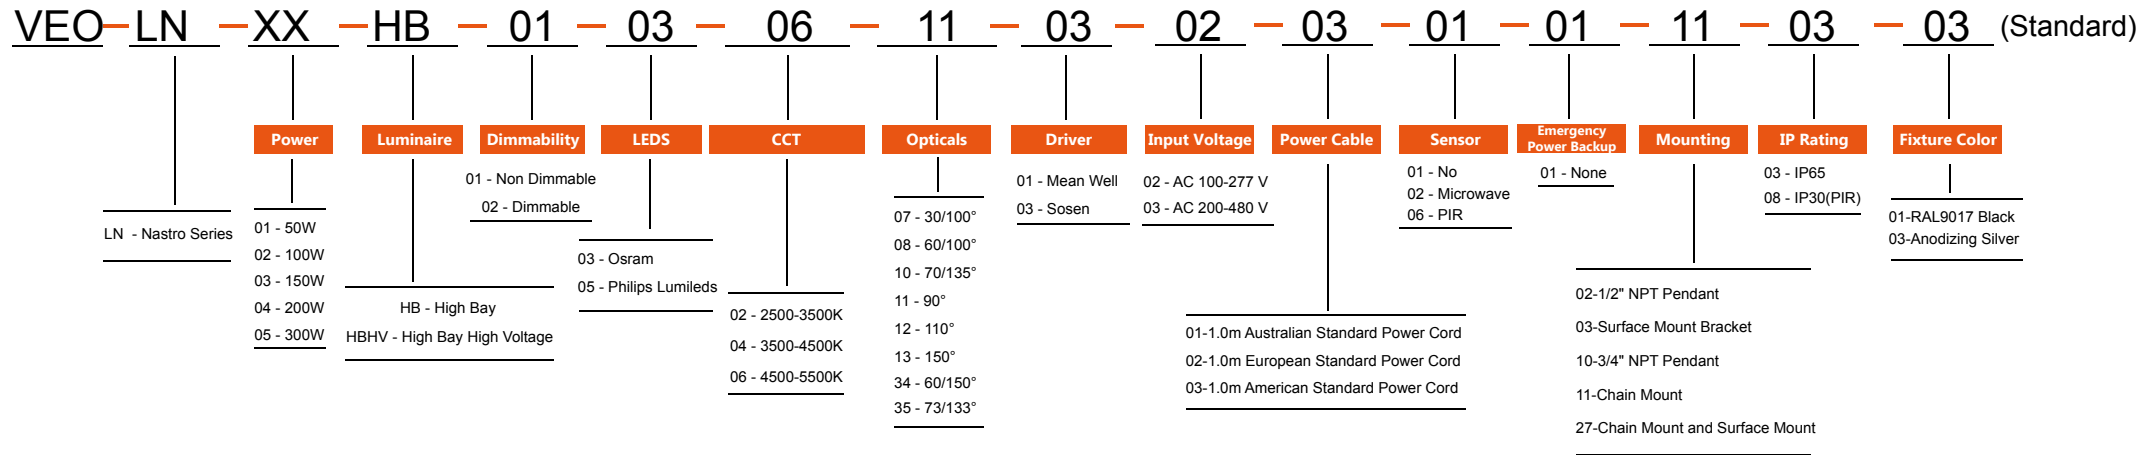 VEO-LN-XX-HB-01-03-06-11-03-02-03-01-01-11-03-03 (Standard)
LN - Nastro Series
Power
01 - 50W
02 - 100W
03 - 150W
04 - 200W
05 - 300W
Luminaire
HB - High Bay
HBHV - High Bay High Voltage
Dimmability
01 - Non Dimmable
02 - Dimmable
LEDS
03 - Osram
05 - Philips Lumileds
CCT
02 - 2500-3500K
04 - 3500-4500K
06 - 4500-5500K
Opticals
07 - 30/100°
08 - 60/100°
10 - 70/135°
11 - 90°
12 - 110°
13 - 150°
34 - 60/150°
35 - 73/133°
Driver
01 - Mean Well
03 - Sosen
Input Voltage
02 - AC 100-277 V
03 - AC 200-480 V
Power Cable
01-1.0m Australian Standard Power Cord
02-1.0m European Standard Power Cord
03-1.0m American Standard Power Cord
Sensor
01 - No
02 - Microwave
06 - PIR
Emergency
Power Backup
01 - None
Mounting
02-1/2" NPT Pendant
03-Surface Mount Bracket
10-3/4" NPT Pendant
11-Chain Mount
27-Chain Mount and Surface Mount
IP Rating
03 - IP65
08 - IP30(PIR)
Fixture Color
01-RAL9017 Black
03-Anodizing Silver